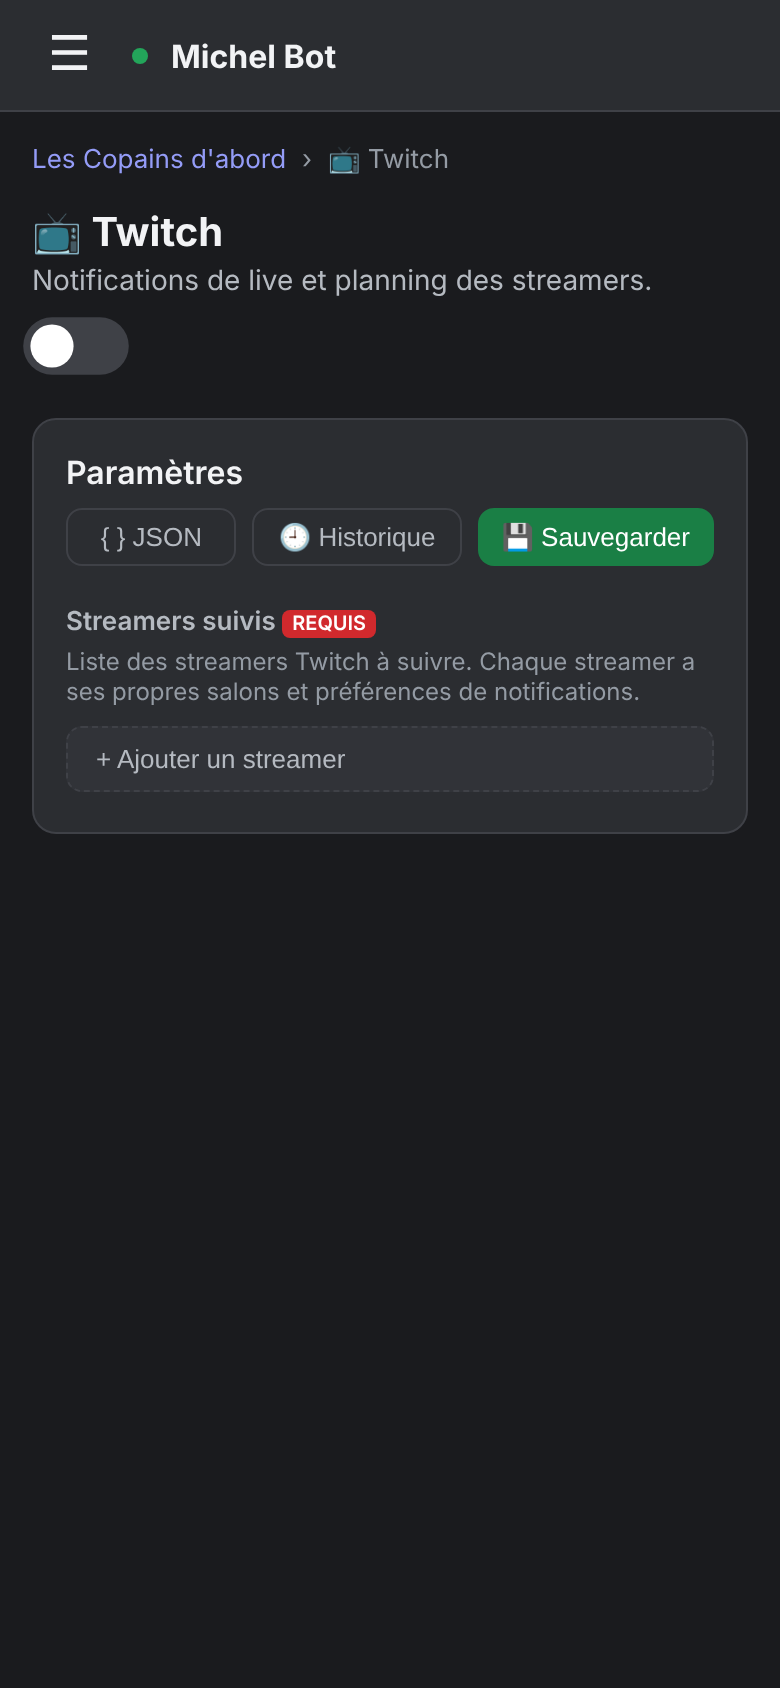 Michel Bot
Les Copains d'abord › 📺 Twitch
📺 Twitch
Notifications de live et planning des streamers.
Paramètres
{ } JSON
🕘 Historique
💾 Sauvegarder
Streamers suivis REQUIS
Liste des streamers Twitch à suivre. Chaque streamer a
ses propres salons et préférences de notifications.
+ Ajouter un streamer